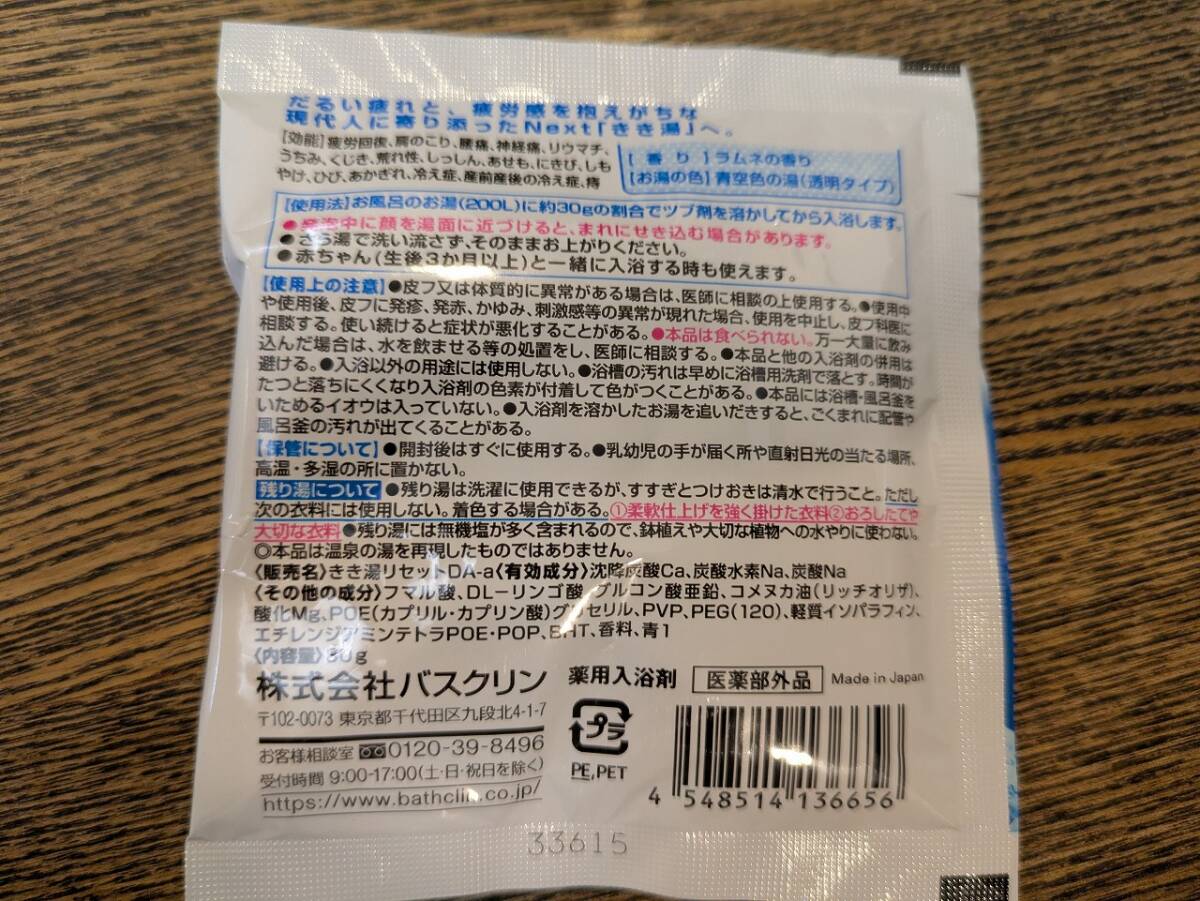 だるい疲れと、疲労感を抱えがちな
現代人に寄り添ったNext「きき湯」へ。
【効能】疲労回復、肩のこり、腰痛、神経痛、リウマチ、
うちみ、くじき、荒れ性、しっしん、あせも、にきび、しも
やけ、ひび、あかぎれ、冷え症、産前産後の冷え症、痔
【香り】ラムネの香り
【お湯の色】青空色の湯(透明タイプ)
【使用法】お風呂のお湯(200L)に約30gの割合でツブ剤を溶かしてから入浴します。
●発泡中に顔を湯面に近づけると、まれにせき込む場合があります。
●さら湯で洗い流さず、そのままお上がりください。
●赤ちゃん(生後3か月以上)と一緒に入浴する時も使えます。
【使用上の注意】●皮フ又は体質的に異常がある場合は、医師に相談の上使用する。●使用中
や使用後、皮フに発疹、発赤、かゆみ、刺激感等の異常が現れた場合、使用を中止し、皮フ科医に
相談する。使い続けると症状が悪化することがある。●本品は食べられない。万一大量に飲み
込んだ場合は、水を飲ませる等の処置をし、医師に相談する。●本品と他の入浴剤の併用は
避ける。●入浴以外の用途には使用しない。●浴槽の汚れは早めに浴槽用洗剤で落とす。時間が
たつと落ちにくくなり入浴剤の色素が付着して色がつくことがある。●本品には浴槽・風呂釜を
いためるイオウは入っていない。●入浴剤を溶かしたお湯を追いだきすると、ごくまれに配管や
風呂釜の汚れが出てくることがある。
【保管について】●開封後はすぐに使用する。●乳幼児の手が届く所や直射日光の当たる場所、
高温・多湿の所に置かない。
残り湯について ●残り湯は洗濯に使用できるが、すすぎとつけおきは清水で行うこと。ただし
次の衣料には使用しない。着色する場合がある。①柔軟仕上げを強く掛けた衣料②おろしたてや
大切な衣料 ●残り湯には無機塩が多く含まれるので、鉢植えや大切な植物への水やりに使わない。
◎本品は温泉の湯を再現したものではありません。
〈販売名〉きき湯リセットDA-a〈有効成分〉沈降炭酸Ca、炭酸水素Na、炭酸Na
〈その他の成分〉フマル酸、DL-リンゴ酸、グルコン酸亜鉛、コメヌカ油(リッチオリザ)、
酸化Mg、POE(カプリル・カプリン酸)グリセリル、PVP、PEG(120)、軽質イソパラフィン、
エチレンジアミンテトラPOE・POP、BHT、香料、青1
〈内容量〉30g
株式会社バスクリン 薬用入浴剤 医薬部外品 Made in Japan
〒102-0073 東京都千代田区九段北4-1-7
お客様相談室 0120-39-8496
受付時間 9:00-17:00(土・日・祝日を除く)
https://www.bathclin.co.jp/
プラ
PE,PET
4 548514 136656
33615